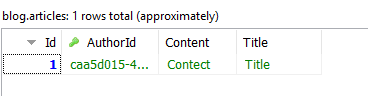 blog.articles: 1 rows total (approximately)
Id AuthorId Content Title
1 caa5d015-4... Contect Title